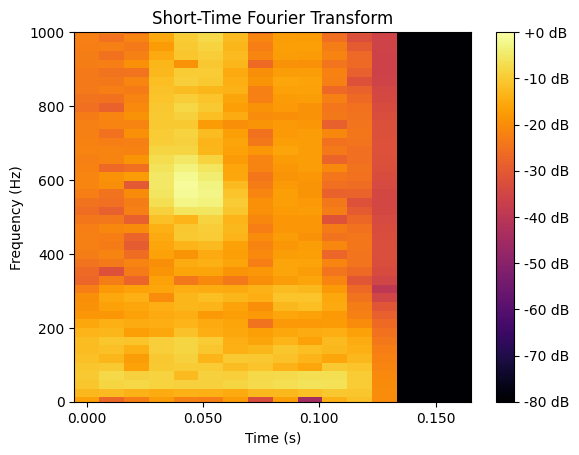 Short-Time Fourier Transform
1000
800
600
400
200
0
Frequency (Hz)
0.000
0.050
0.100
0.150
Time (s)
+0 dB
-10 dB
-20 dB
-30 dB
-40 dB
-50 dB
-60 dB
-70 dB
-80 dB